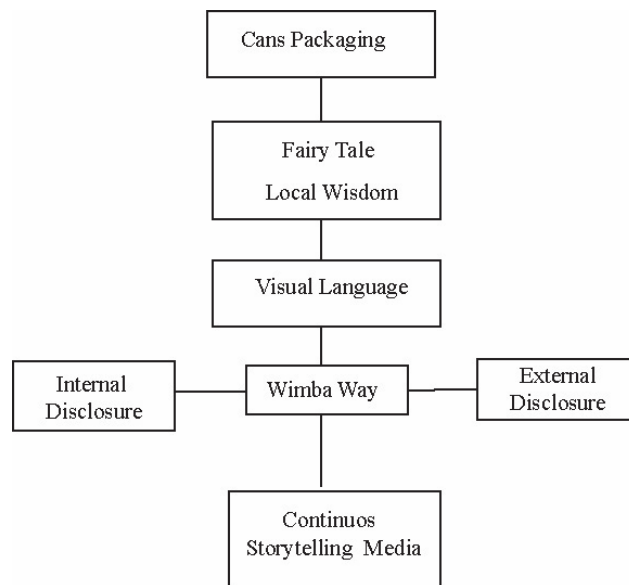 Cans Packaging
Fairy Tale
Local Wisdom
Visual Language
Internal
Disclosure
Wimba Way
External
Disclosure
Continuos
Storytelling Media